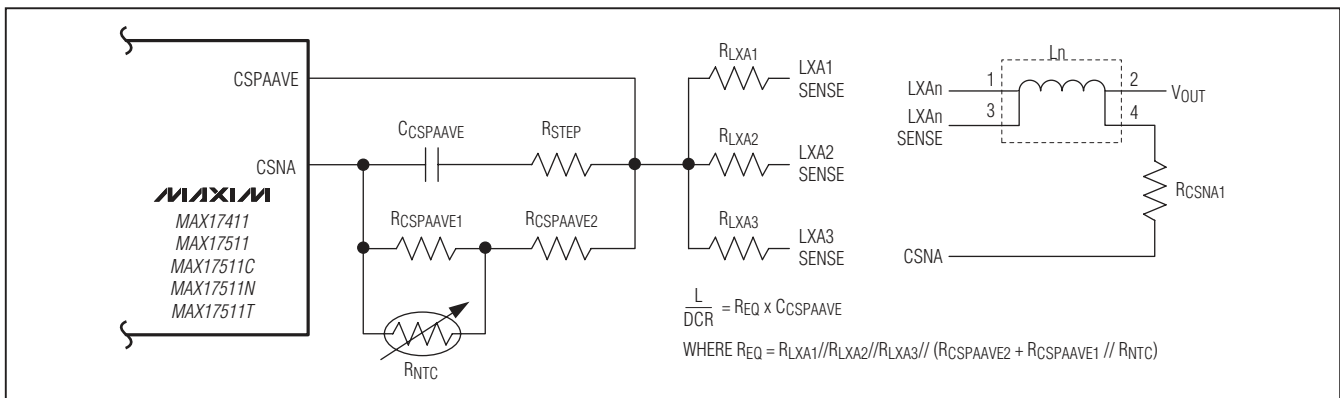 CSPAAVE
CSNA
MAXIM
MAX17411
MAX17511
MAX17511C
MAX17511N
MAX17511T
CCSPAAVE
RSTEP
RCSPAAVE1
RCSPAAVE2
RNTC
RLXA1
LXA1
SENSE
RLXA2
LXA2
SENSE
RLXA3
LXA3
SENSE
Ln
LXAn
1
2
VOUT
LXAn
SENSE
3
4
RCSNA1
CSNA
L
DCR
= REQ x CCSPAAVE
WHERE REQ = RLXA1//RLXA2//RLXA3// (RCSPAAVE2 + RCSPAAVE1 // RNTC)